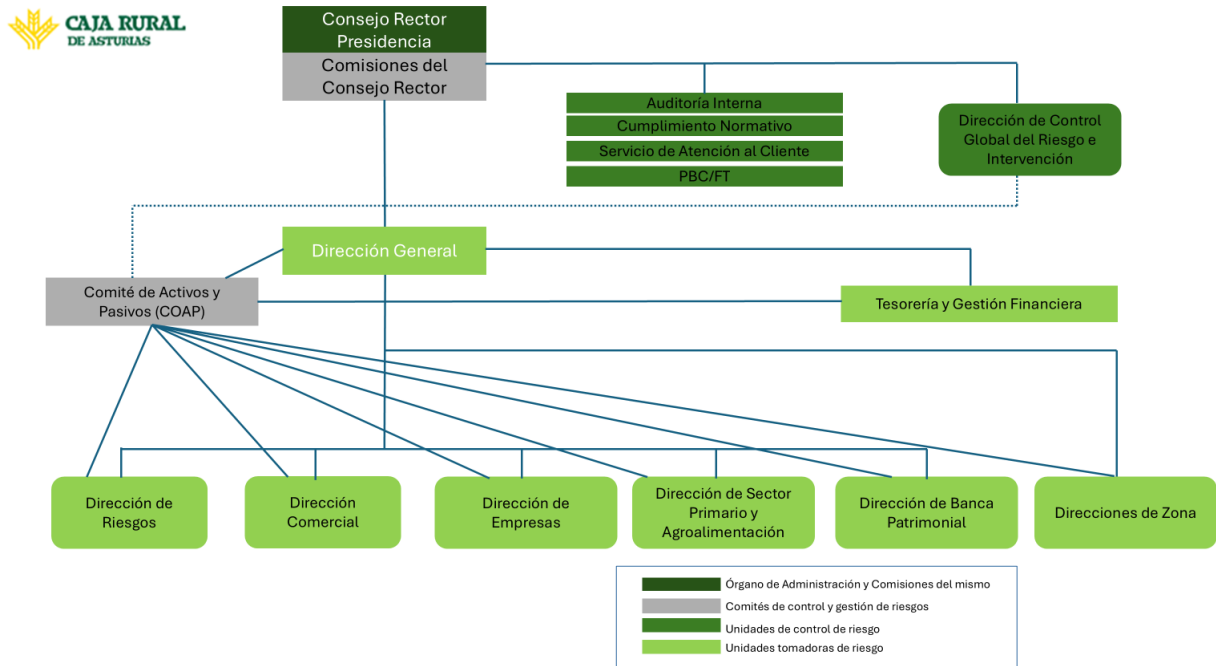 CAJA RURAL
DE ASTURIAS
Consejo Rector
Presidencia
Comisiones del
Consejo Rector
Auditoría Interna
Cumplimiento Normativo
Servicio de Atención al Cliente
PBC/FT
Dirección de Control
Global del Riesgo e
Intervención
Dirección General
Comité de Activos y
Pasivos (COAP)
Tesorería y Gestión Financiera
Dirección de
Riesgos
Dirección
Comercial
Dirección de
Empresas
Dirección de Sector
Primario y
Agroalimentación
Dirección de Banca
Patrimonial
Direcciones de Zona
Órgano de Administración y Comisiones del mismo
Comités de control y gestión de riesgos
Unidades de control de riesgo
Unidades tomadoras de riesgo